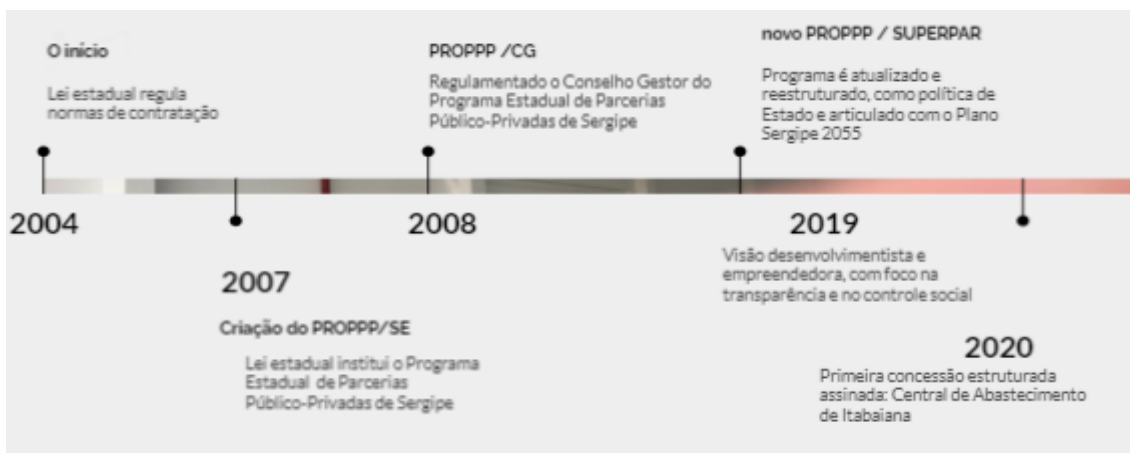 O início
Lei estadual regula
normas de contratação
2004
2007
Criação do PROPPP/SE
Lei estadual institui o Programa
Estadual de Parcerias
Público-Privadas de Sergipe
PROPPP /CG
Regulamentado o Conselho Gestor do
Programa Estadual de Parcerias
Público-Privadas de Sergipe
2008
novo PROPPP / SUPERPAR
Programa é atualizado e
reestruturado, como política de
Estado e articulado com o Plano
Sergipe 2055
2019
Visão desenvolvimentista e
empreendedora, com foco na
transparência e no controle social
2020
Primeira concessão estruturada
assinada: Central de Abastecimento
de Itabaiana